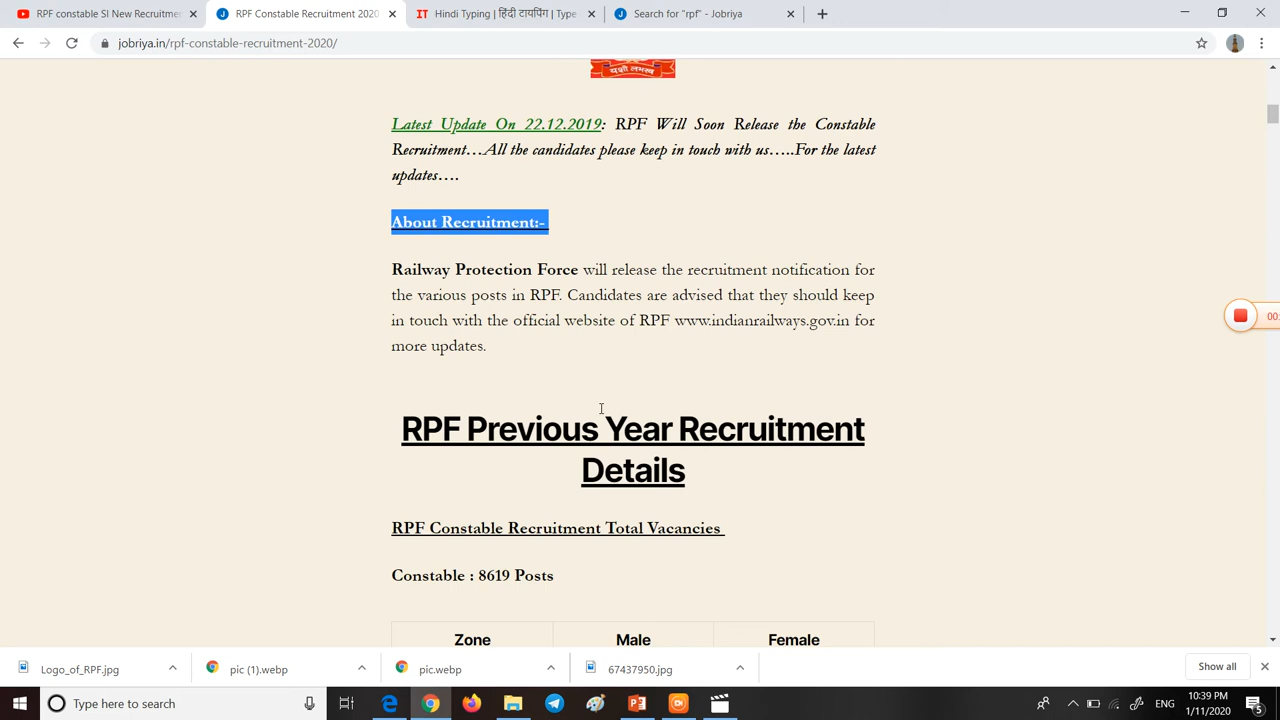 RPF constable SI New Recruitme
RPF Constable Recruitment 2020
Hindi Typing | हिंदी टाइपिंग | Type
Search for "rpf" - Jobriya
jobriya.in/rpf-constable-recruitment-2020/
यशो लभस्व
Latest Update On 22.12.2019: RPF Will Soon Release the Constable
Recruitment…All the candidates please keep in touch with us…..For the latest
updates….
About Recruitment:-
Railway Protection Force will release the recruitment notification for
the various posts in RPF. Candidates are advised that they should keep
in touch with the official website of RPF www.indianrailways.gov.in for
more updates.
00:
RPF Previous Year Recruitment
Details
RPF Constable Recruitment Total Vacancies
Constable : 8619 Posts
Zone Male Female
Logo_of_RPF.jpg
pic (1).webp
pic.webp
67437950.jpg
Show all
Type here to search
ENG
10:39 PM
1/11/2020
5